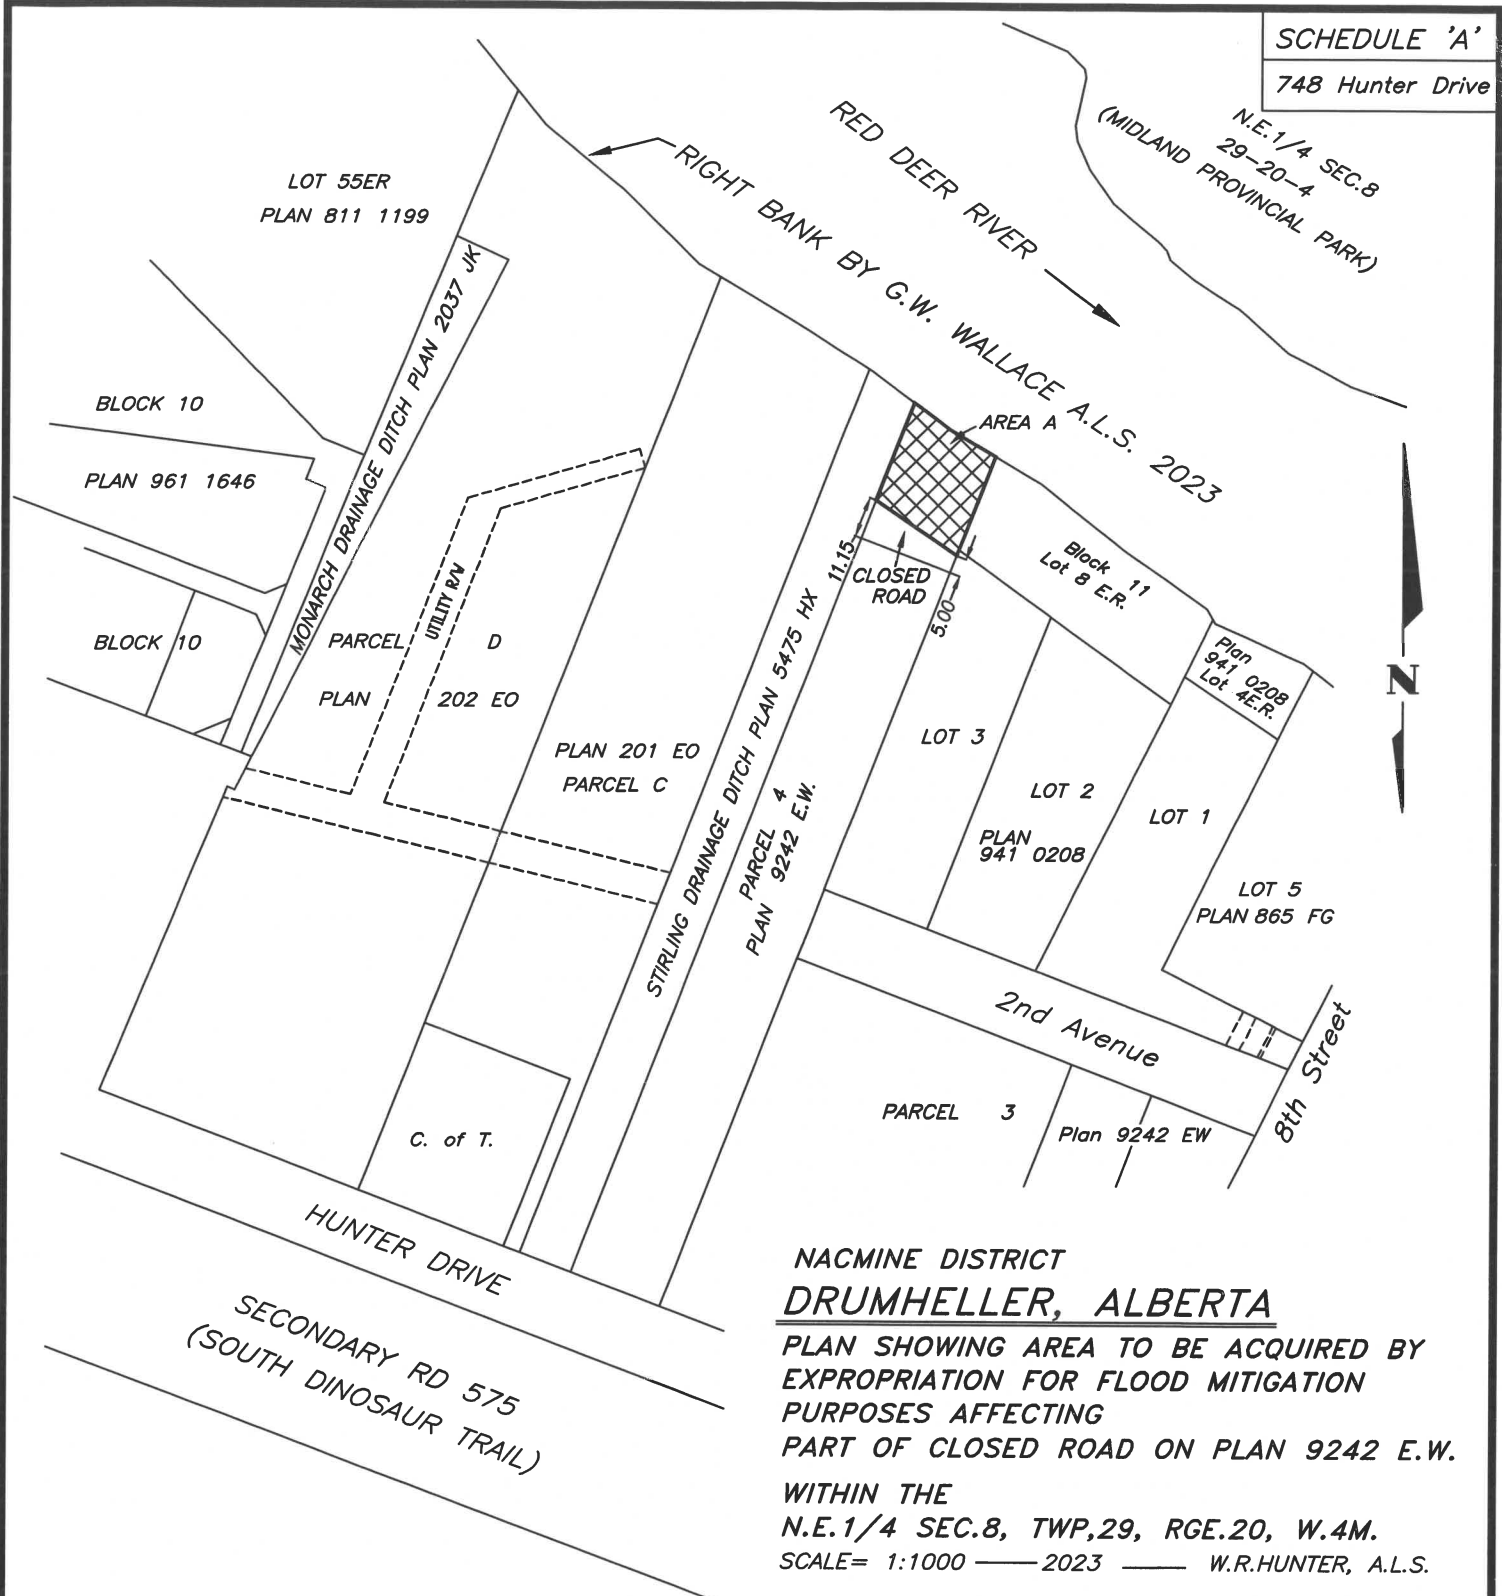 SCHEDULE 'A'
748 Hunter Drive
N.E.1/4 SEC.8
29-20-4
(MIDLAND PROVINCIAL PARK)
RED DEER RIVER
RIGHT BANK BY G.W. WALLACE A.L.S. 2023
LOT 55ER
PLAN 811 1199
MONARCH DRAINAGE DITCH PLAN 2037 JK
BLOCK 10
PLAN 961 1646
BLOCK 10
AREA A
CLOSED
ROAD
11.15
5.00
Block 11
Lot 8 E.R.
Plan
941 0208
Lot 4E.R.
N
UTILITY R/W
PARCEL D
PLAN 202 EO
PLAN 201 EO
PARCEL C
STIRLING DRAINAGE DITCH PLAN 5475 HX
PARCEL 4
PLAN 9242 E.W.
LOT 3
LOT 2
PLAN
941 0208
LOT 1
LOT 5
PLAN 865 FG
2nd Avenue
8th Street
PARCEL 3
Plan 9242 EW
C. of T.
HUNTER DRIVE
SECONDARY RD 575
(SOUTH DINOSAUR TRAIL)
NACMINE DISTRICT
DRUMHELLER, ALBERTA
PLAN SHOWING AREA TO BE ACQUIRED BY
EXPROPRIATION FOR FLOOD MITIGATION
PURPOSES AFFECTING
PART OF CLOSED ROAD ON PLAN 9242 E.W.
WITHIN THE
N.E.1/4 SEC.8, TWP,29, RGE.20, W.4M.
SCALE= 1:1000 —— 2023 —— W.R.HUNTER, A.L.S.